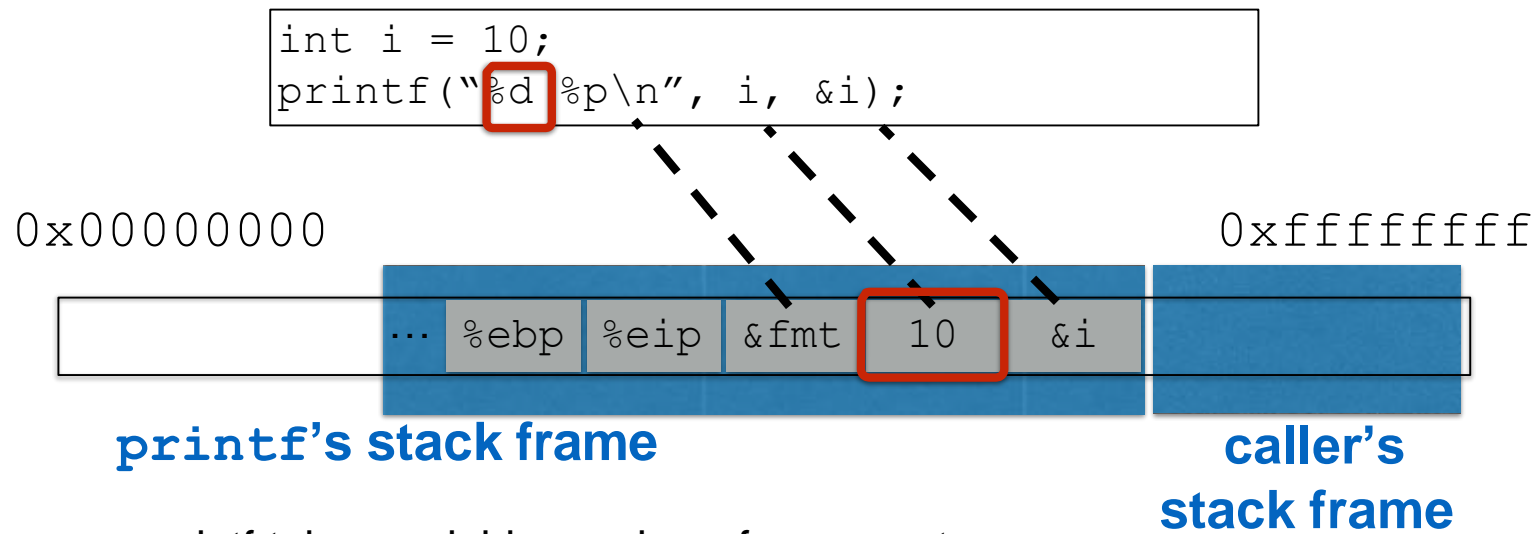 int i = 10;
printf(“%d %p\n”, i, &i);
0x00000000 0xffffffff
... %ebp %eip &fmt 10 &i
printf’s stack frame
caller’s
stack frame